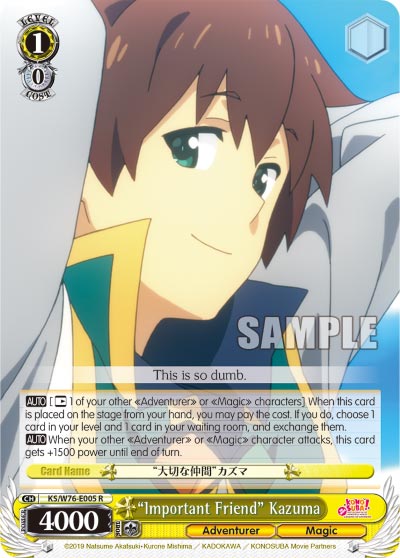 LEVEL
1
0
COST
SAMPLE
This is so dumb.
AUTO [ 1 of your other «Adventurer» or «Magic» characters] When this card
is placed on the stage from your hand, you may pay the cost. If you do, choose 1
card in your level and 1 card in your waiting room, and exchange them.
AUTO When your other «Adventurer» or «Magic» character attacks, this card
gets +1500 power until end of turn.
Card Name
“大切な仲間”カズマ
CH KS/W76-E005 R
“Important Friend” Kazuma
POWER 4000
SOUL
KONO SUBA!
Adventurer Magic
©2019 Natsume Akatsuki･Kurone Mishima / KADOKAWA / KONOSUBA Movie Partners